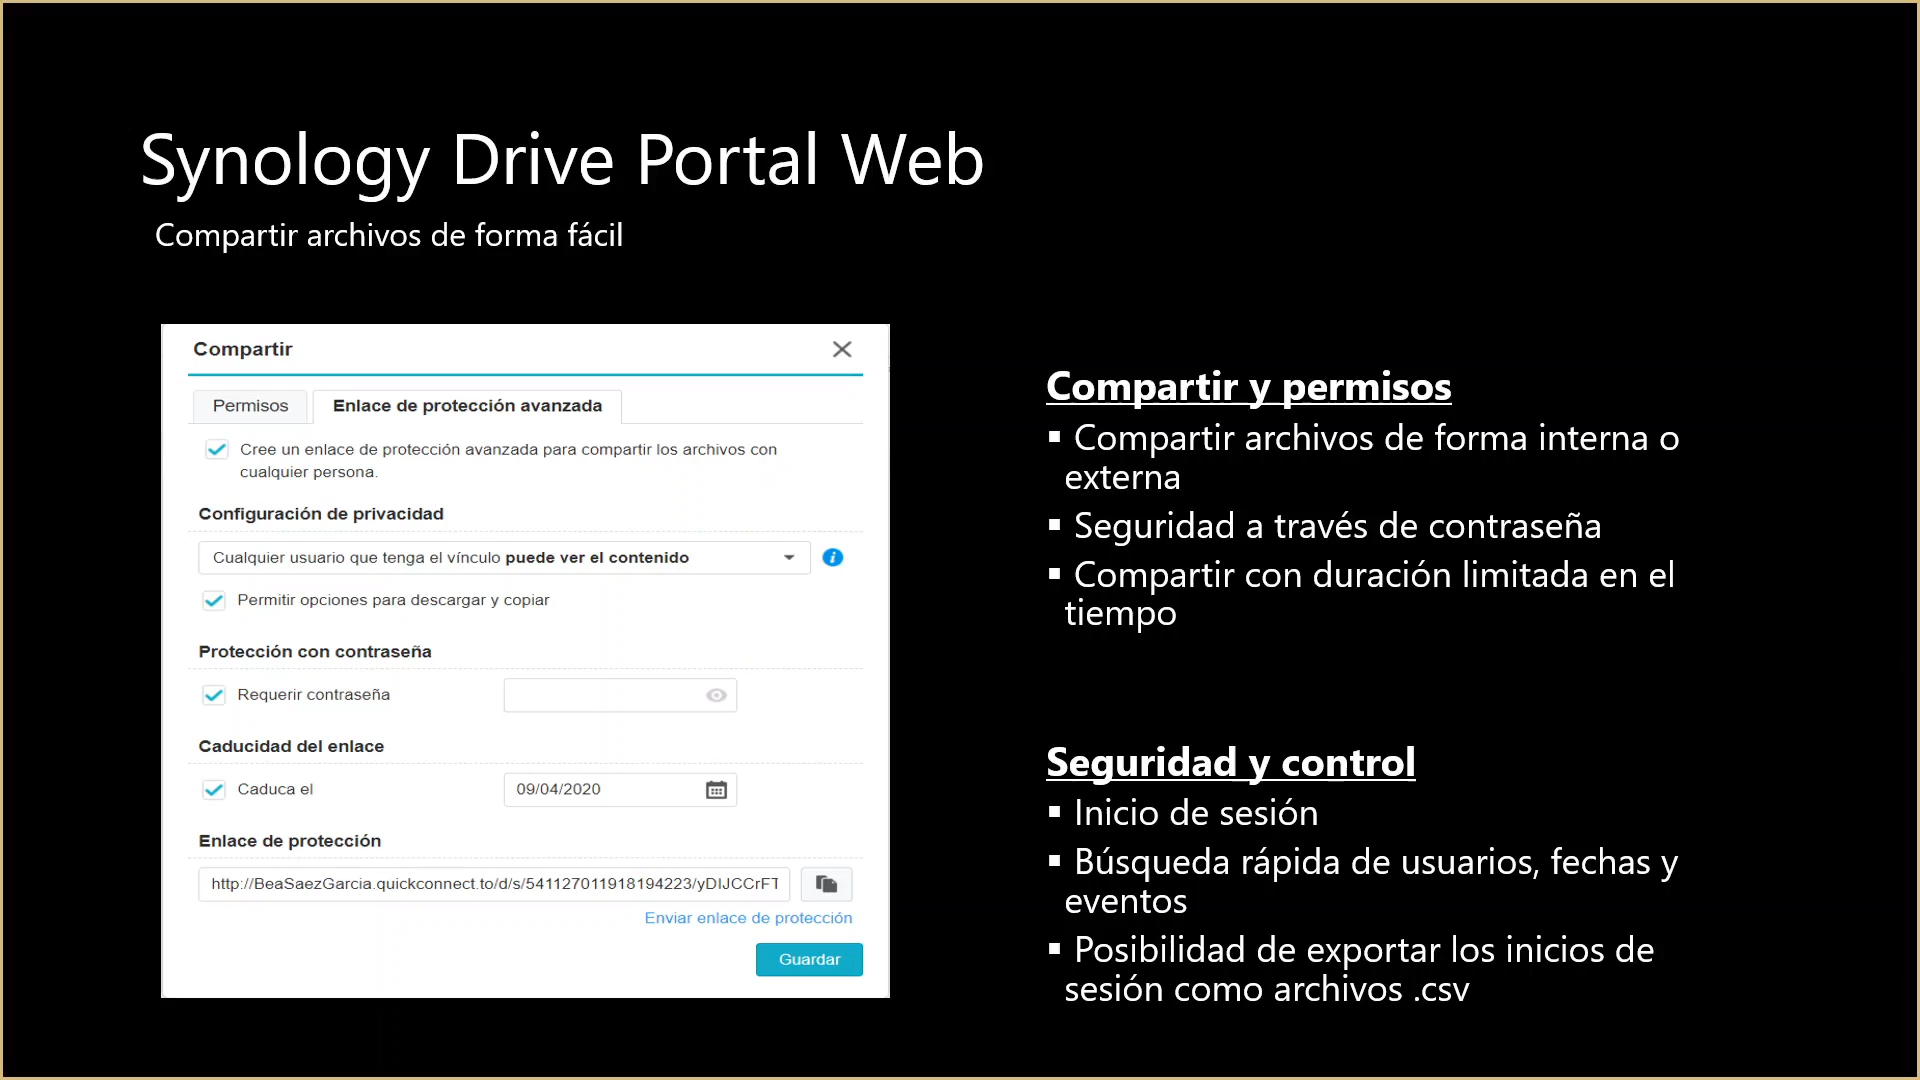 Synology Drive Portal Web
Compartir archivos de forma fácil
Compartir
Permisos
Enlace de protección avanzada
Cree un enlace de protección avanzada para compartir los archivos con
cualquier persona.
Configuración de privacidad
Cualquier usuario que tenga el vínculo puede ver el contenido
Permitir opciones para descargar y copiar
Protección con contraseña
Requerir contraseña
Caducidad del enlace
Caduca el
09/04/2020
Enlace de protección
http://BeaSaezGarcia.quickconnect.to/d/s/541127011918194223/yDIJCCrFT
Enviar enlace de protección
Guardar
Compartir y permisos
▪ Compartir archivos de forma interna o
externa
▪ Seguridad a través de contraseña
▪ Compartir con duración limitada en el
tiempo
Seguridad y control
▪ Inicio de sesión
▪ Búsqueda rápida de usuarios, fechas y
eventos
▪ Posibilidad de exportar los inicios de
sesión como archivos .csv